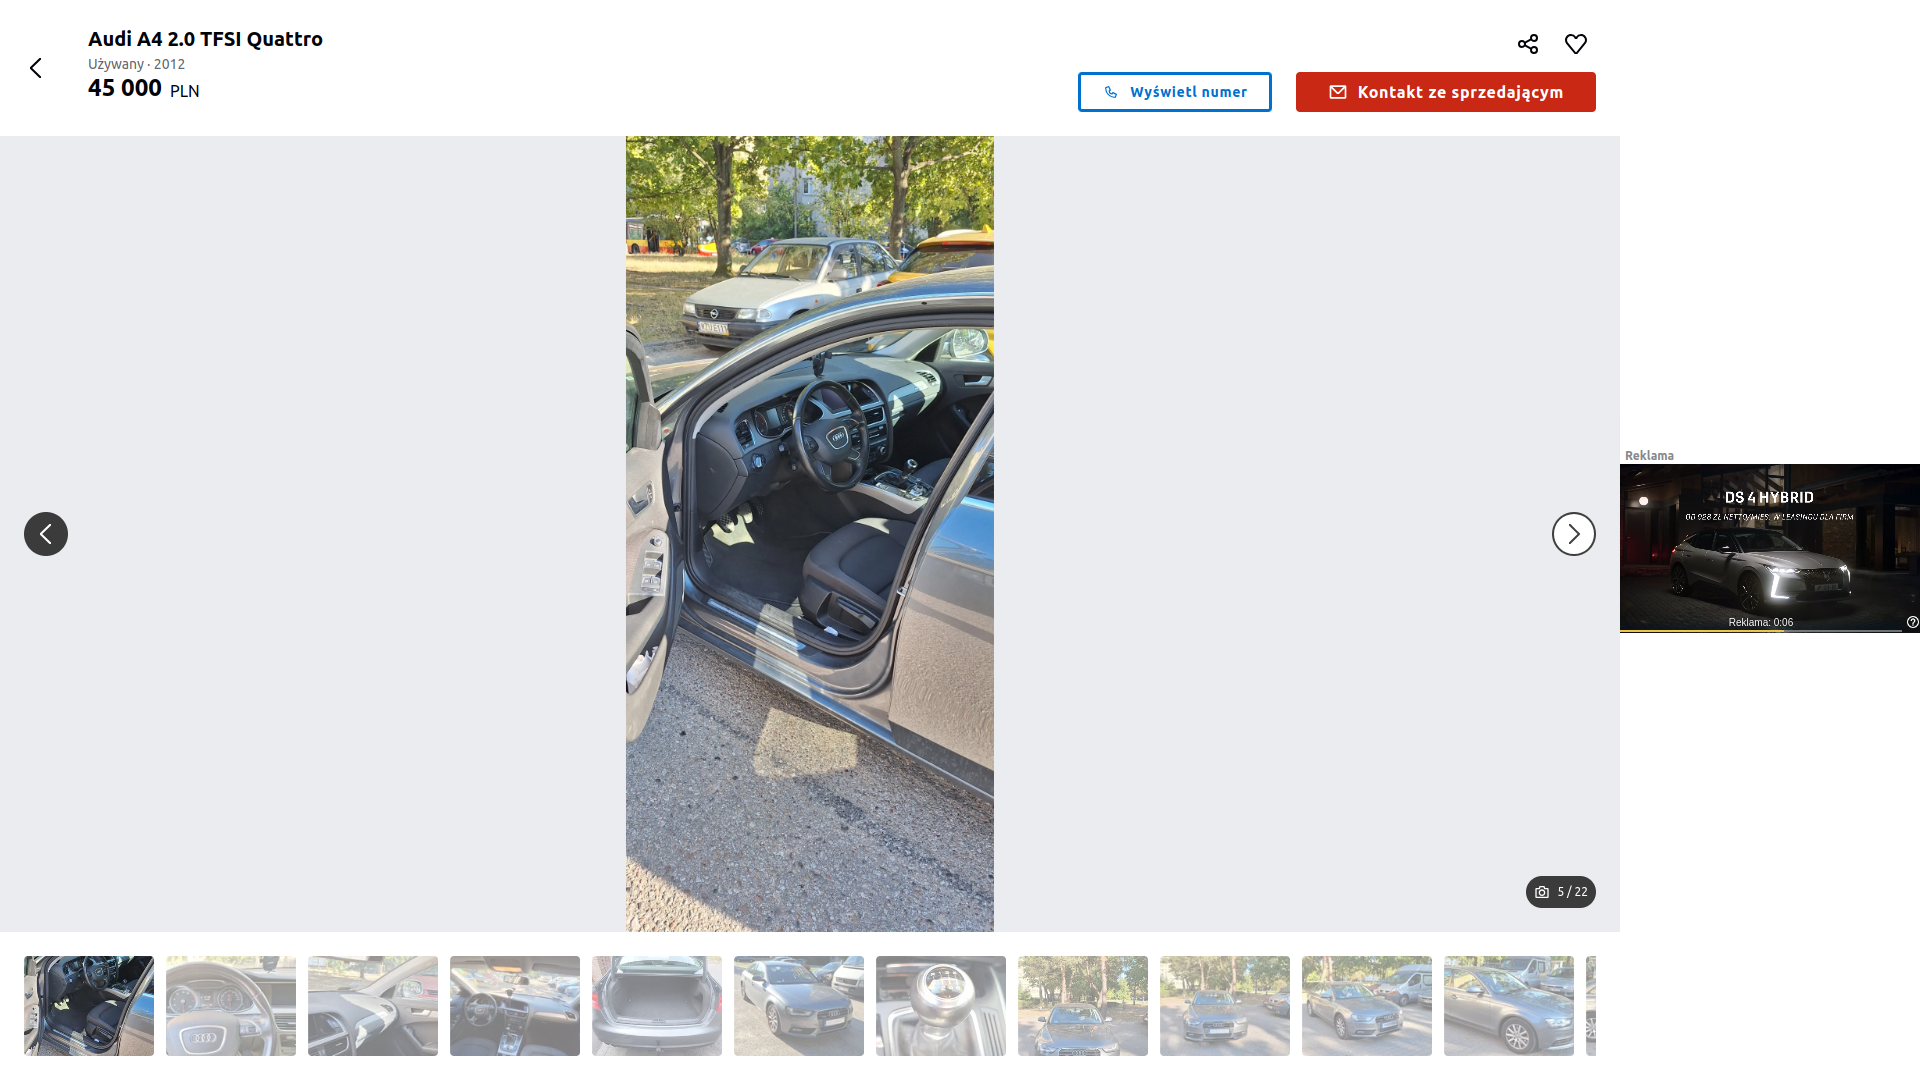 Audi A4 2.0 TFSI Quattro
Używany · 2012
45 000 PLN
Wyświetl numer
Kontakt ze sprzedającym
Reklama
DS 4 HYBRID
OD 928 ZŁ NETTO/MIES. W LEASINGU DLA FIRM
Reklama: 0:06
5 / 22